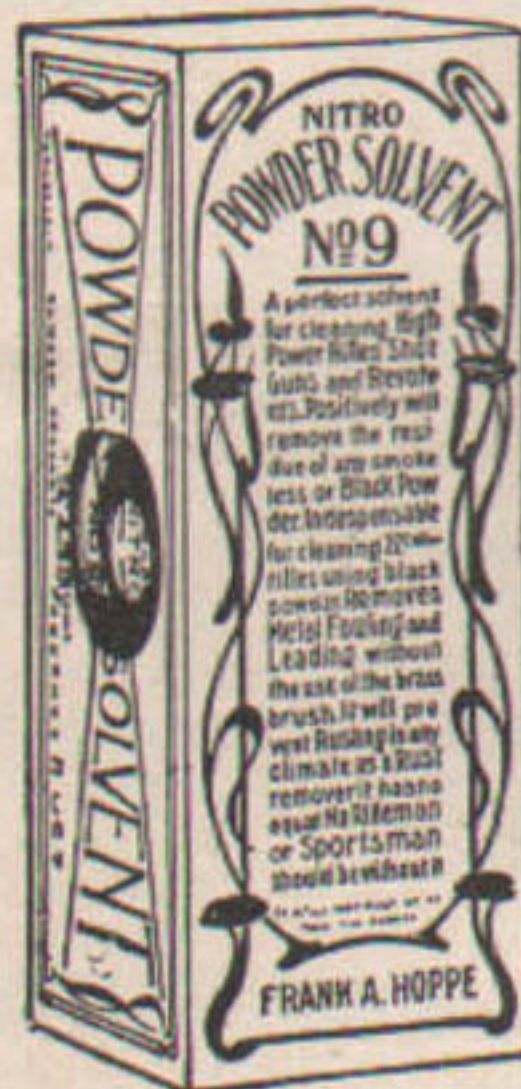 NITRO
POWDER SOLVENT
No 9
A perfect solvent
for cleaning High
Power Rifles Shot
Guns and Revolv-
ers. Positively will
remove the resi-
due of any smoke
less or Black Pow
der. Indespensable
for cleaning 22
rifles using black
powder. Removes
Metal Fouling and
Leading without
the use of the brass
brush. It will pre
vent Rusting in any
climate as a Rust
remover it has no
equal No Rifleman
or Sportsman
should be without it
FRANK A. HOPPE
POWDE
SOLVENT